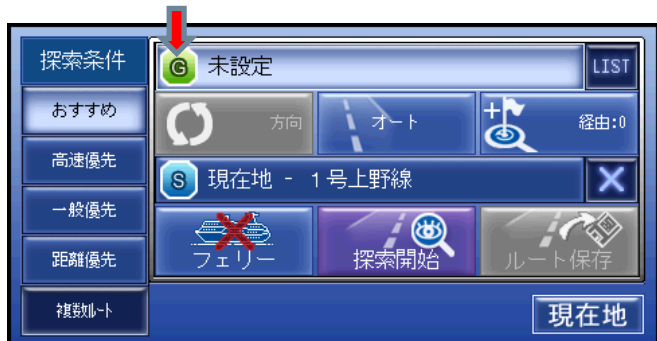 探索条件
G 未設定
LIST
おすすめ
方向
オート
経由:0
高速優先
S 現在地 - 1号上野線
一般優先
フェリー
探索開始
ルート保存
距離優先
複数ルート
現在地